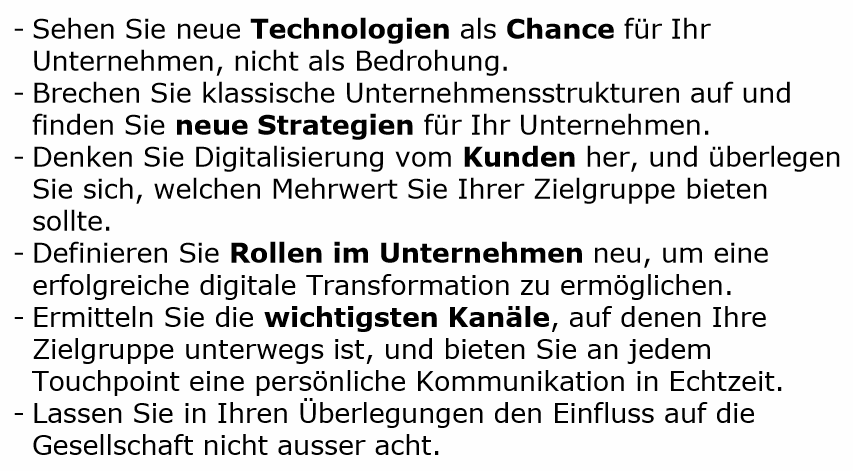 - Sehen Sie neue Technologien als Chance für Ihr
Unternehmen, nicht als Bedrohung.
- Brechen Sie klassische Unternehmensstrukturen auf und
finden Sie neue Strategien für Ihr Unternehmen.
- Denken Sie Digitalisierung vom Kunden her, und überlegen
Sie sich, welchen Mehrwert Sie Ihrer Zielgruppe bieten
sollte.
- Definieren Sie Rollen im Unternehmen neu, um eine
erfolgreiche digitale Transformation zu ermöglichen.
- Ermitteln Sie die wichtigsten Kanäle, auf denen Ihre
Zielgruppe unterwegs ist, und bieten Sie an jedem
Touchpoint eine persönliche Kommunikation in Echtzeit.
- Lassen Sie in Ihren Überlegungen den Einfluss auf die
Gesellschaft nicht ausser acht.